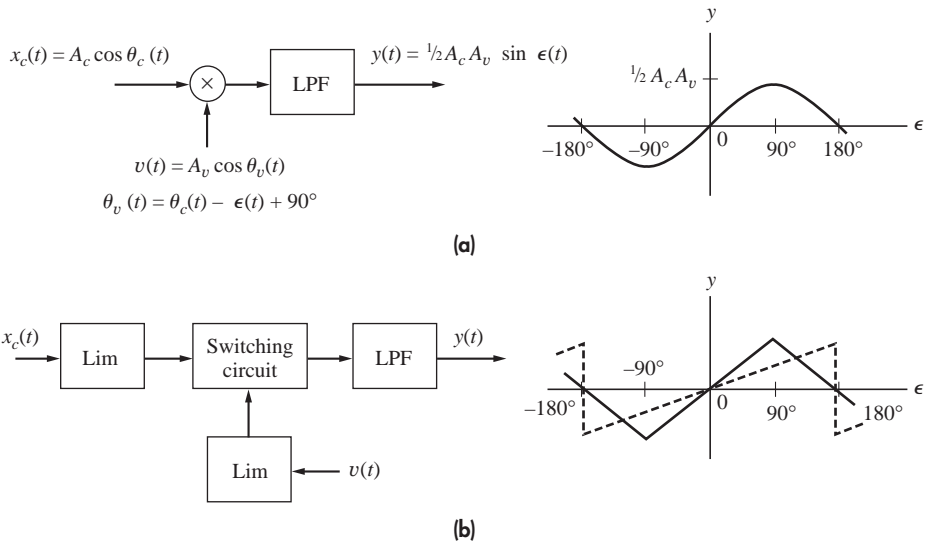 x_c(t) = A_c cos θ_c (t)
×
LPF
y(t) = ½ A_c A_v sin ϵ(t)
v(t) = A_v cos θ_v(t)
θ_v (t) = θ_c(t) – ϵ(t) + 90°
y
½ A_c A_v
ϵ
–180°
–90°
0
90°
180°
(a)
x_c(t)
Lim
Switching
circuit
LPF
y(t)
Lim
v(t)
y
–90°
ϵ
–180°
0
90°
180°
(b)